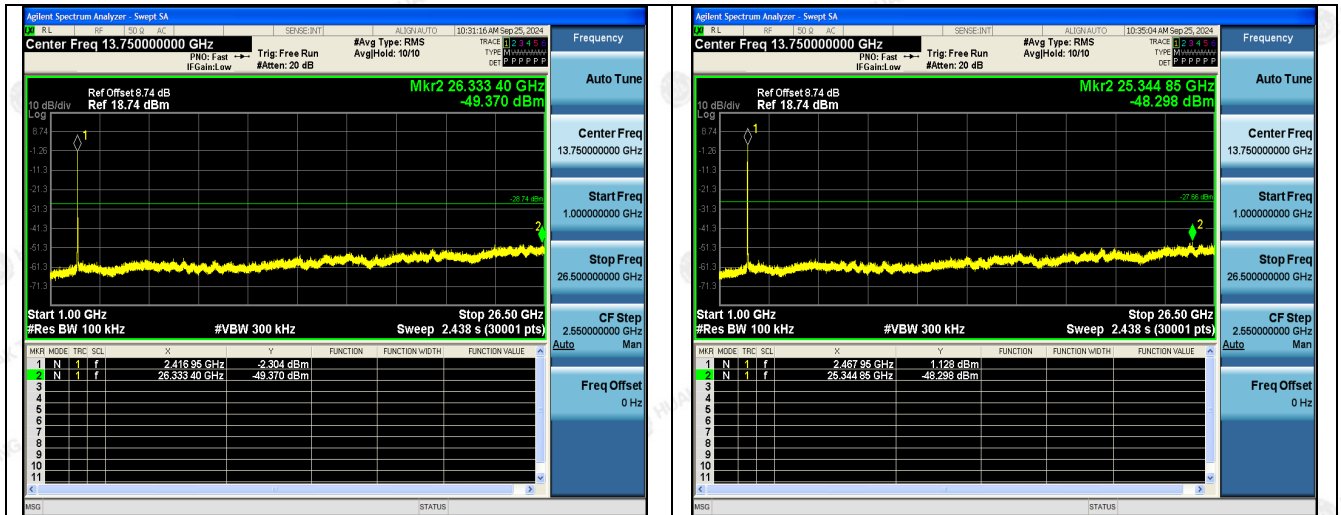 Agilent Spectrum Analyzer - Swept SA
RL RF 50 Ω AC SENSE:INT ALIGN AUTO 10:31:16 AM Sep 25, 2024
Center Freq 13.750000000 GHz
PNO: Fast
IFGain:Low
Trig: Free Run
#Atten: 20 dB
#Avg Type: RMS
Avg|Hold: 10/10
TRACE 1 2 3 4 5 6
TYPE M
DET P P P P P P
Mkr2 26.333 40 GHz
-49.370 dBm
Ref Offset 8.74 dB
10 dB/div Ref 18.74 dBm
Log
8.74
-1.26
-11.3
-21.3
-31.3
-41.3
-51.3
-61.3
-71.3
1
-28.74 dBm
2
Start 1.00 GHz Stop 26.50 GHz
#Res BW 100 kHz #VBW 300 kHz Sweep 2.438 s (30001 pts)
MKR MODE TRC SCL X Y FUNCTION FUNCTION WIDTH FUNCTION VALUE
1 N 1 f 2.416 95 GHz -2.304 dBm
2 N 1 f 26.333 40 GHz -49.370 dBm
3
4
5
6
7
8
9
10
11
MSG STATUS
Frequency
Auto Tune
Center Freq
13.750000000 GHz
Start Freq
1.000000000 GHz
Stop Freq
26.500000000 GHz
CF Step
2.550000000 GHz
Auto Man
Freq Offset
0 Hz
Agilent Spectrum Analyzer - Swept SA
RL RF 50 Ω AC SENSE:INT ALIGN AUTO 10:35:04 AM Sep 25, 2024
Center Freq 13.750000000 GHz
PNO: Fast
IFGain:Low
Trig: Free Run
#Atten: 20 dB
#Avg Type: RMS
Avg|Hold: 10/10
TRACE 1 2 3 4 5 6
TYPE M
DET P P P P P P
Mkr2 25.344 85 GHz
-48.298 dBm
Ref Offset 8.74 dB
10 dB/div Ref 18.74 dBm
Log
8.74
-1.26
-11.3
-21.3
-31.3
-41.3
-51.3
-61.3
-71.3
1
2
Start 1.00 GHz Stop 26.50 GHz
#Res BW 100 kHz #VBW 300 kHz Sweep 2.438 s (30001 pts)
MKR MODE TRC SCL X Y FUNCTION FUNCTION WIDTH FUNCTION VALUE
1 N 1 f 2.467 95 GHz 1.128 dBm
2 N 1 f 25.344 85 GHz -48.298 dBm
3
4
5
6
7
8
9
10
11
MSG STATUS
Frequency
Auto Tune
Center Freq
13.750000000 GHz
Start Freq
1.000000000 GHz
Stop Freq
26.500000000 GHz
CF Step
2.550000000 GHz
Auto Man
Freq Offset
0 Hz